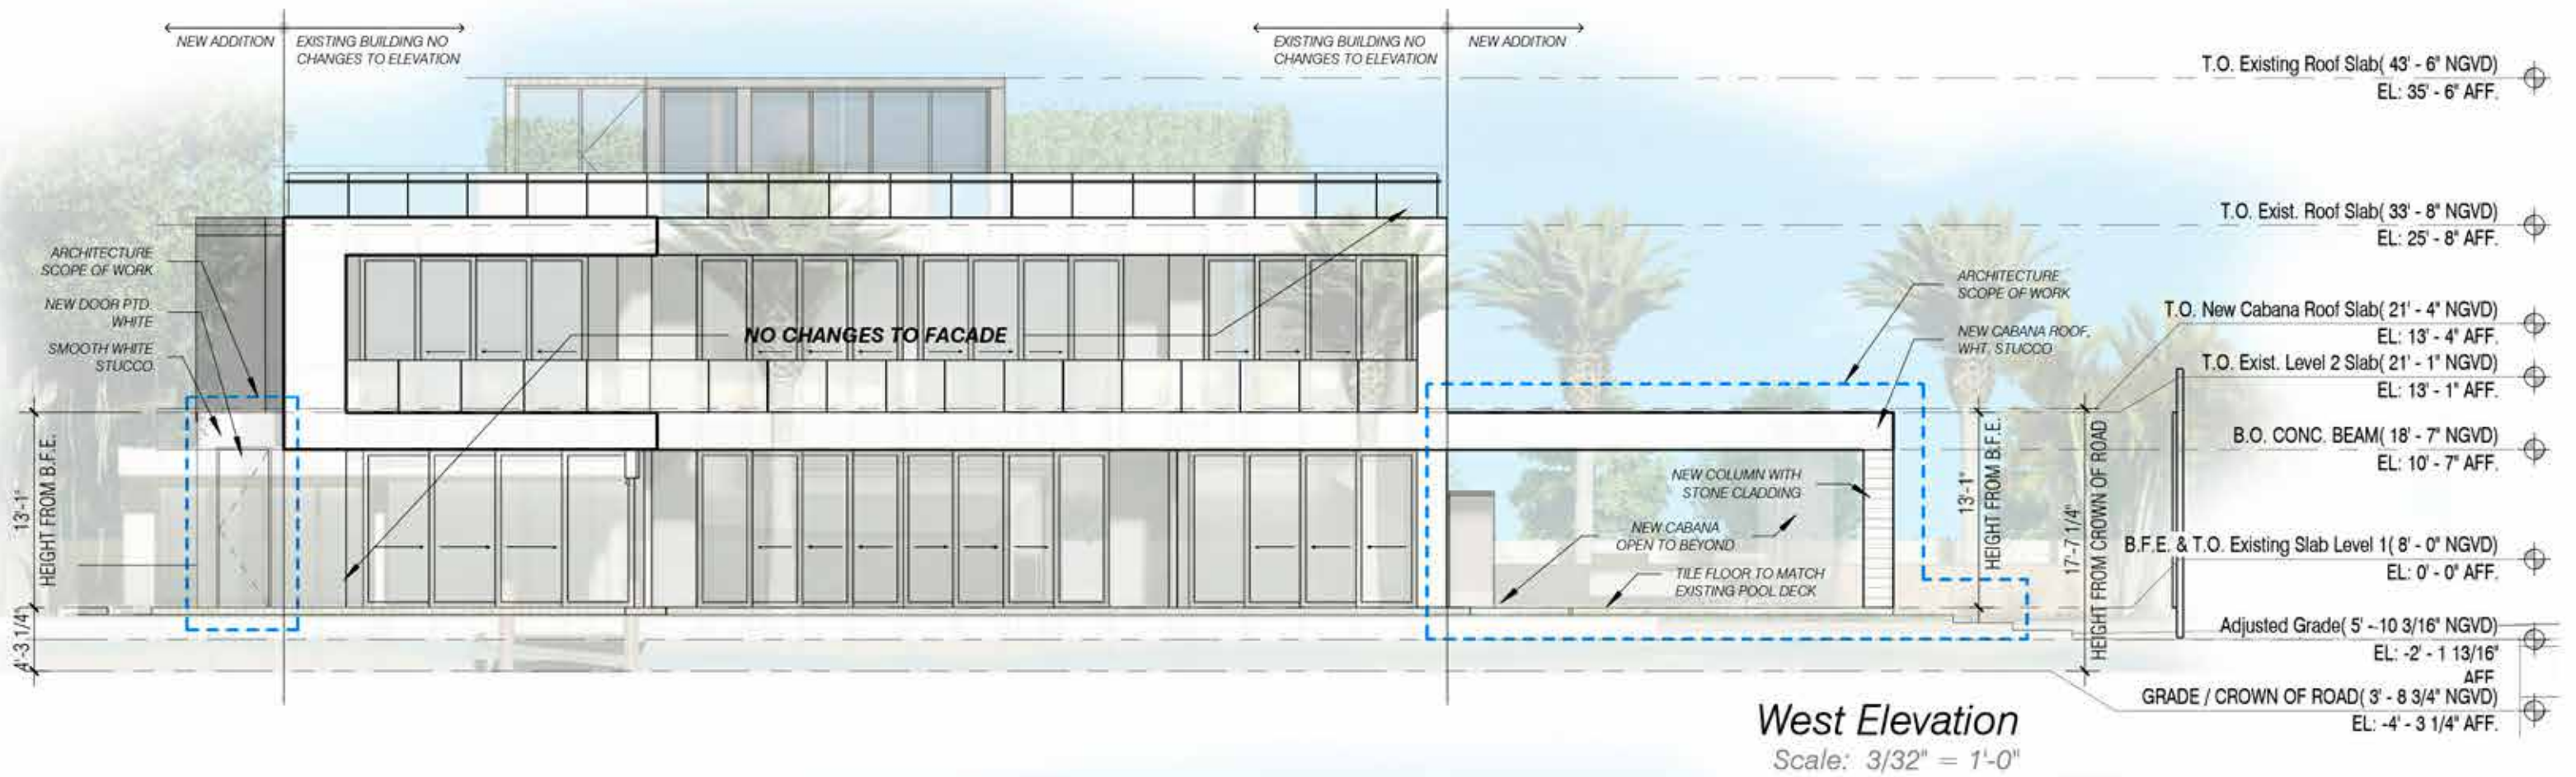 NEW ADDITION
EXISTING BUILDING NO
CHANGES TO ELEVATION
EXISTING BUILDING NO
CHANGES TO ELEVATION
NEW ADDITION
T.O. Existing Roof Slab( 43' - 6" NGVD)
EL: 35' - 6" AFF.
T.O. Exist. Roof Slab( 33' - 8" NGVD)
EL: 25' - 8" AFF.
ARCHITECTURE
SCOPE OF WORK
NEW DOOR PTD.
WHITE
SMOOTH WHITE
STUCCO
NO CHANGES TO FACADE
ARCHITECTURE
SCOPE OF WORK
NEW CABANA ROOF,
WHT. STUCCO
T.O. New Cabana Roof Slab( 21' - 4" NGVD)
EL: 13' - 4" AFF.
T.O. Exist. Level 2 Slab( 21' - 1" NGVD)
EL: 13' - 1" AFF.
B.O. CONC. BEAM( 18' - 7" NGVD)
EL: 10' - 7" AFF.
13'-1"
HEIGHT FROM B.F.E.
4'-3 1/4"
NEW COLUMN WITH
STONE CLADDING
NEW CABANA
OPEN TO BEYOND
TILE FLOOR TO MATCH
EXISTING POOL DECK
13'-1"
HEIGHT FROM B.F.E.
17'-7 1/4"
HEIGHT FROM CROWN OF ROAD
B.F.E. & T.O. Existing Slab Level 1( 8' - 0" NGVD)
EL: 0' - 0" AFF.
Adjusted Grade( 5' - 10 3/16" NGVD)
EL: -2' - 1 13/16"
AFF
GRADE / CROWN OF ROAD( 3' - 8 3/4" NGVD)
EL: -4' - 3 1/4" AFF.
West Elevation
Scale: 3/32" = 1'-0"